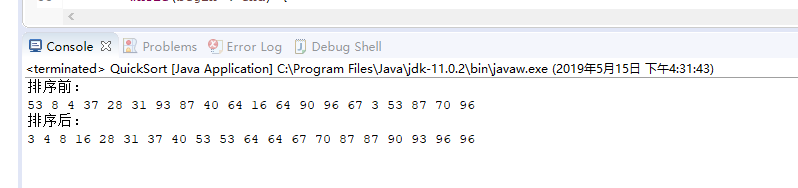 Console Problems Error Log Debug Shell
<terminated> QuickSort [Java Application] C:\Program Files\Java\jdk-11.0.2\bin\javaw.exe (2019年5月15日 下午4:31:43)
排序前：
53 8 4 37 28 31 93 87 40 64 16 64 90 96 67 3 53 87 70 96
排序后：
3 4 8 16 28 31 37 40 53 53 64 64 67 70 87 87 90 93 96 96